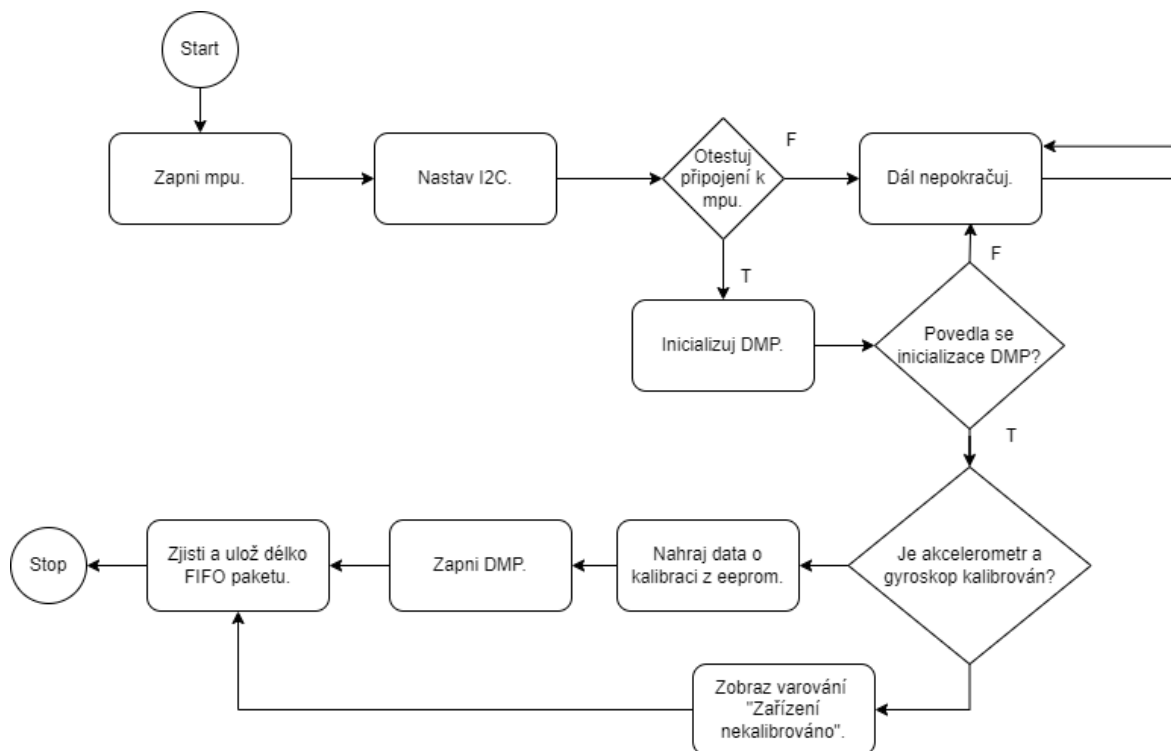 Start
Zapni mpu.
Nastav I2C.
Otestuj
připojení k
mpu.
F
Dál nepokračuj.
T
Inicializuj DMP.
F
Povedla se
inicializace DMP?
T
Je akcelerometr a
gyroskop kalibrován?
Nahraj data o
kalibraci z eeprom.
Zapni DMP.
Zjisti a ulož délko
FIFO paketu.
Stop
Zobraz varování
"Zařízení
nekalibrováno".